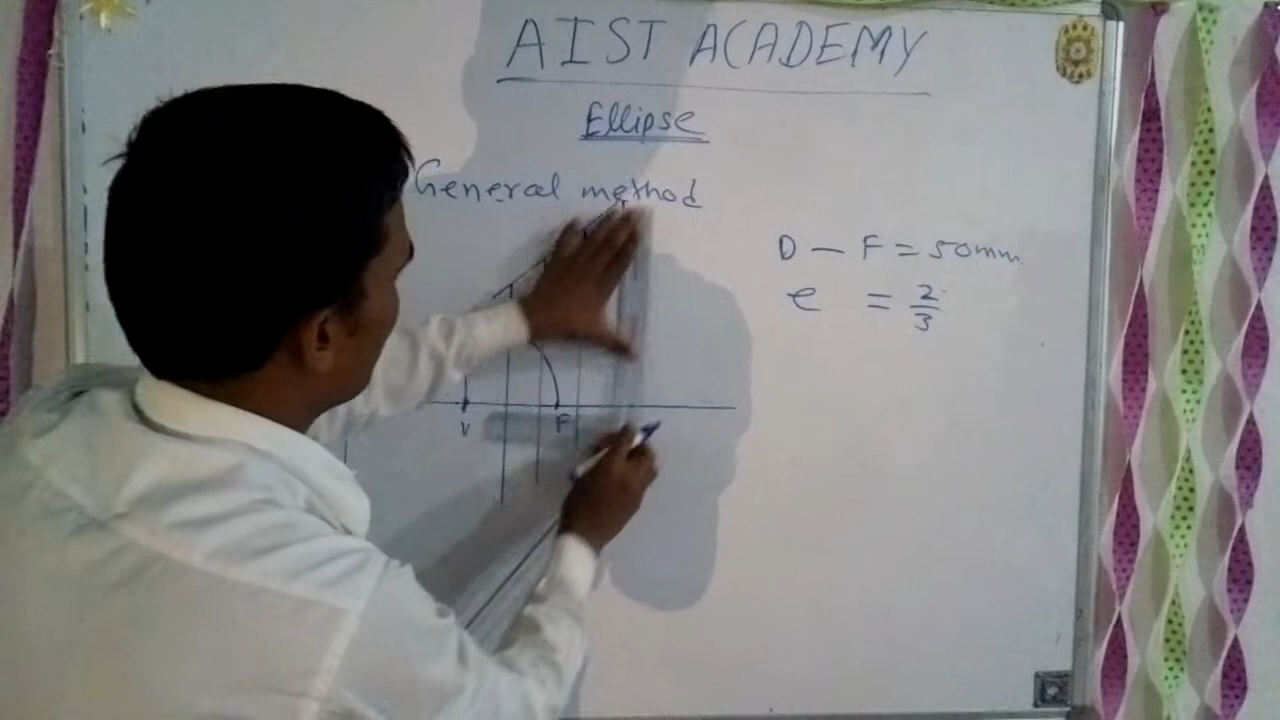 AIST ACADEMY
Ellipse
General method
D — F = 50mm
e = 2/3
V F